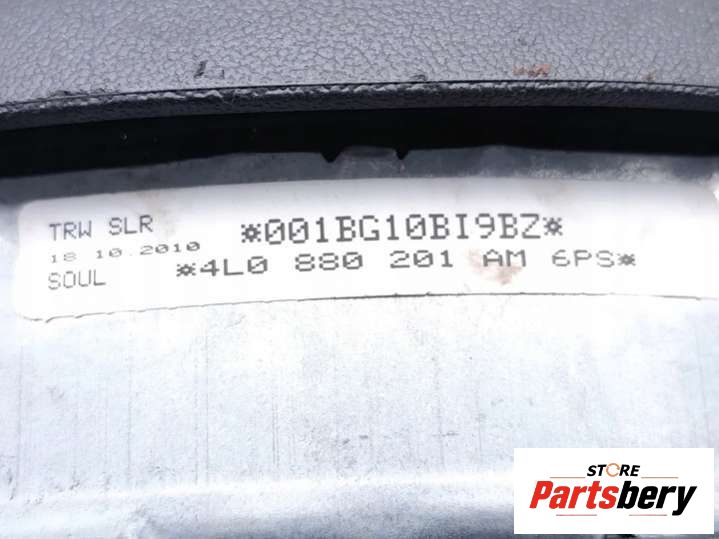 TRW SLR
*001BG10BI9BZ*
18 10.2010
SOUL
*4L0 880 201 AM 6PS*
STORE
Partsbery